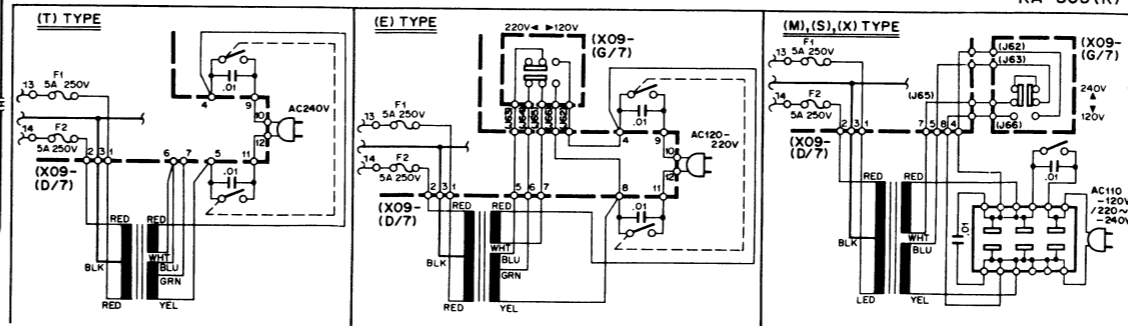 (T) TYPE
F1
5A 250V
13
14
F2
5A 250V
2 3 1
(X09-
(D/7)
6 7 5
4 9
.01
10
12
AC240V
11
.01
RED RED
WHT
BLU
GRN
BLK
RED YEL
(E) TYPE
220V◄ ►120V
(X09-
G/7)
(J63)
(J64)
(J65)
(J66)
(J62)
F1
5A 250V
13
14
F2
5A 250V
2 3 1
(X09-
(D/7)
5 6 7
.01
4 9
10
12
AC120-
220V
8 11
.01
RED RED
WHT
BLU
GRN
BLK
RED YEL
(M),(S),(X) TYPE
F1
5A 250V
13
14
F2
5A 250V
2 3 1
(X09-
(D/7)
(J62)
(J63)
(J65)
(J66)
(X09-
(G/7)
240V
▲
▼
120V
7 5 8 4
.01
RED RED
WHT
BLU
BLK
LED YEL
.01
AC110
-120V
/220~
-240V